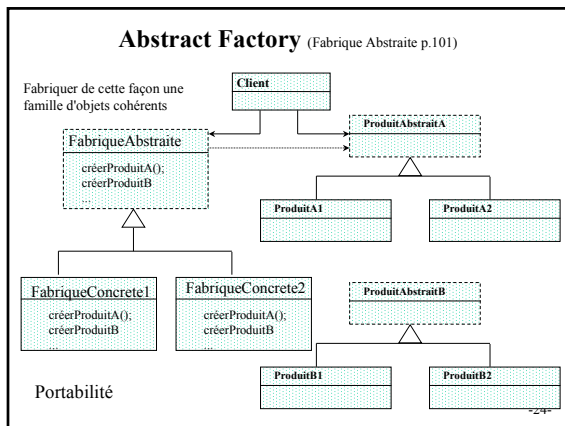 Abstract Factory (Fabrique Abstraite p.101)
Fabriquer de cette façon une
famille d'objets cohérents
Client
FabriqueAbstraite
créerProduitA();
créerProduitB
...
ProduitAbstraitA
ProduitA1
ProduitA2
FabriqueConcrete1
créerProduitA();
créerProduitB
...
FabriqueConcrete2
créerProduitA();
créerProduitB
...
ProduitAbstraitB
ProduitB1
ProduitB2
Portabilité
-24-